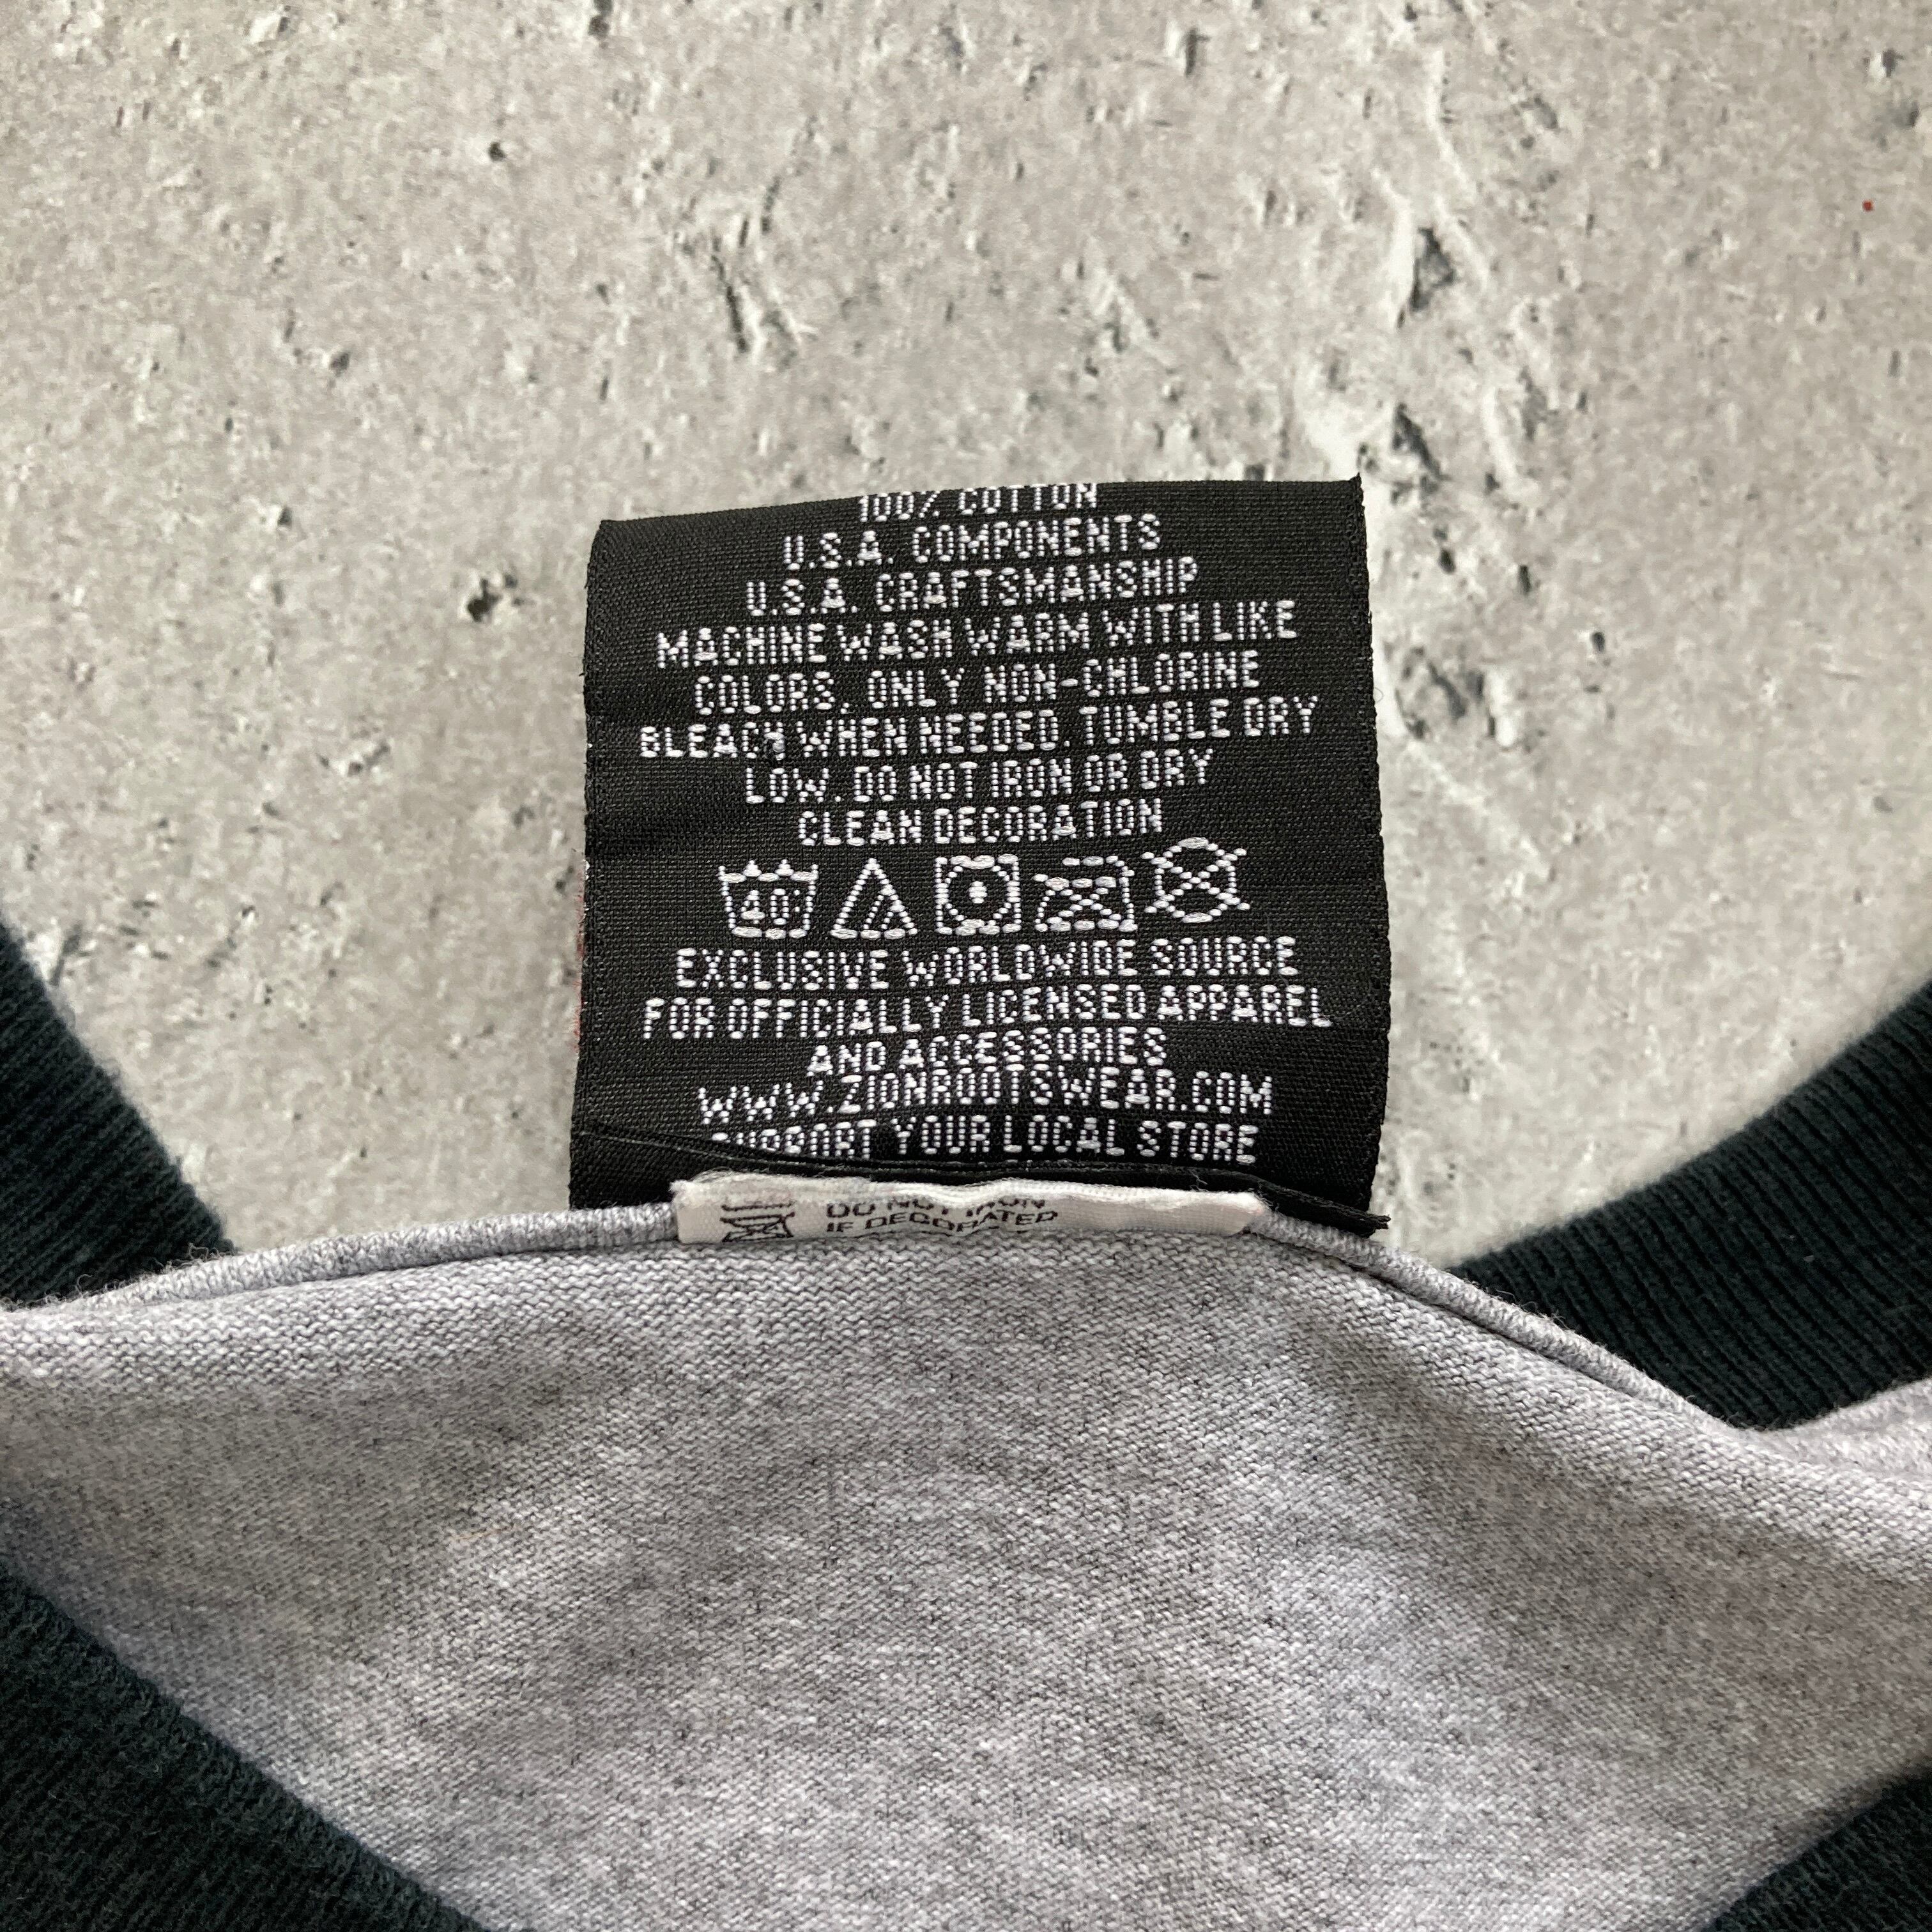 100% COTTON
U.S.A. COMPONENTS
U.S.A. CRAFTSMANSHIP
MACHINE WASH WARM WITH LIKE
COLORS. ONLY NON-CHLORINE
BLEACH WHEN NEEDED. TUMBLE DRY
LOW. DO NOT IRON OR DRY
CLEAN DECORATION
40
EXCLUSIVE WORLDWIDE SOURCE
FOR OFFICIALLY LICENSED APPAREL
AND ACCESSORIES
WWW.ZIONROOTSWEAR.COM
SUPPORT YOUR LOCAL STORE
DO NOT IRON
IF DECORATED